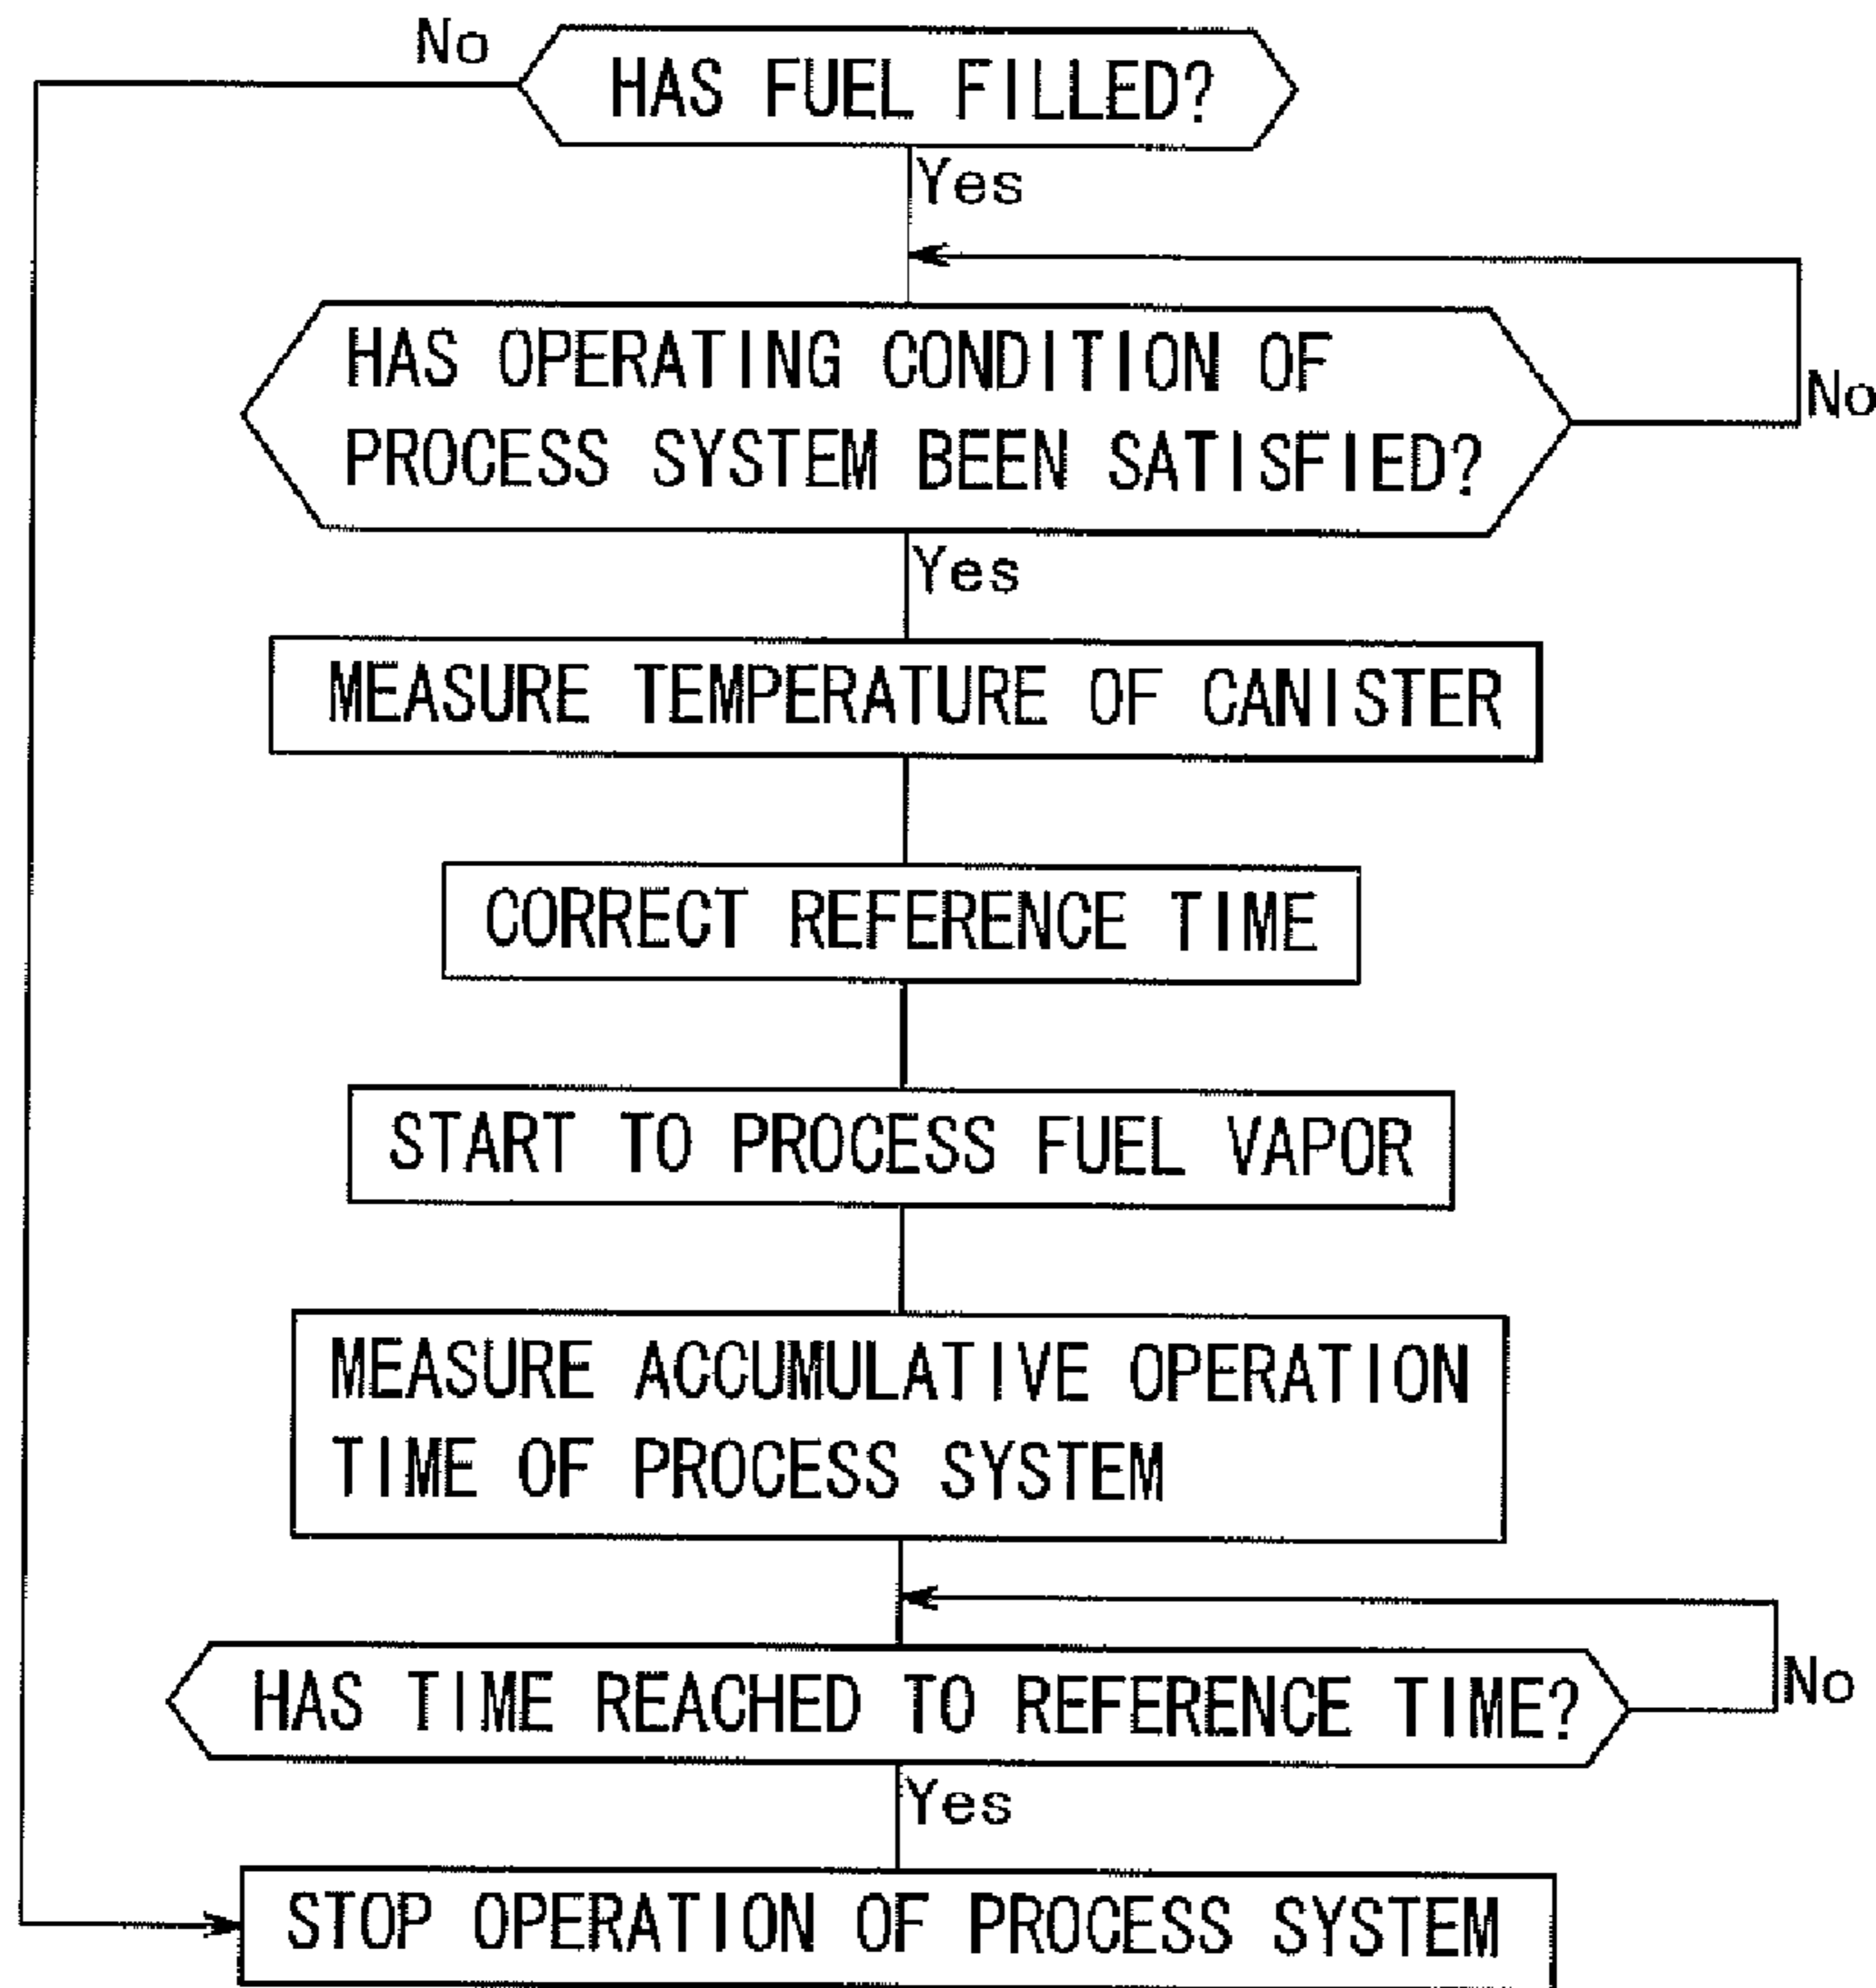 No
HAS FUEL FILLED?
Yes
HAS OPERATING CONDITION OF
PROCESS SYSTEM BEEN SATISFIED?
No
Yes
MEASURE TEMPERATURE OF CANISTER
CORRECT REFERENCE TIME
START TO PROCESS FUEL VAPOR
MEASURE ACCUMULATIVE OPERATION
TIME OF PROCESS SYSTEM
HAS TIME REACHED TO REFERENCE TIME?
No
Yes
STOP OPERATION OF PROCESS SYSTEM